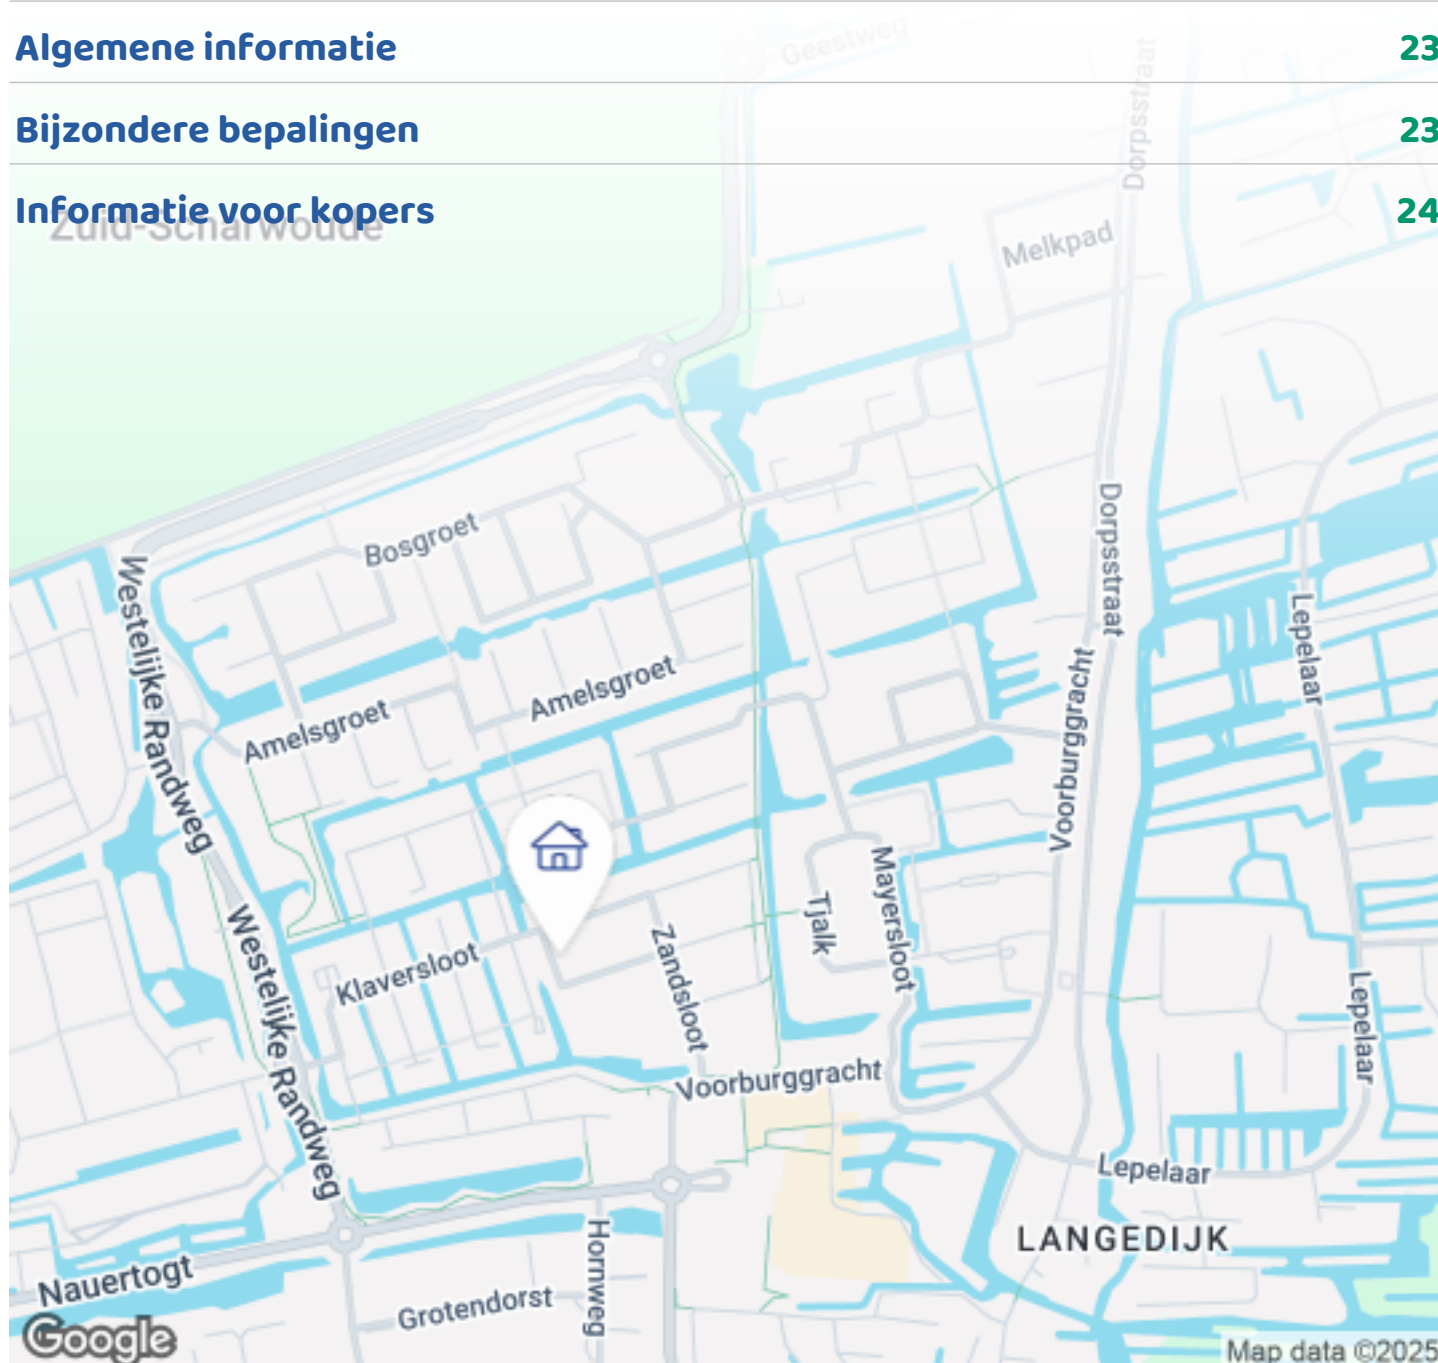 Algemene informatie 23
Bijzondere bepalingen 23
Informatie voor kopers 24
Geestweg
Dorpsstraat
Zuid-Scharwoude
Melkpad
Bosgroet
Dorpsstraat
Westelijke Randweg
Lepelaar
Amelsgroet
Amelsgroet
Voorburggracht
Mayersloot
Tjalk
Westelijke Randweg
Klaversloot
Zandsloot
Lepelaar
Voorburggracht
Lepelaar
LANGEDIJK
Hornweg
Nauertogt
Grotendorst
Google
Map data ©2025